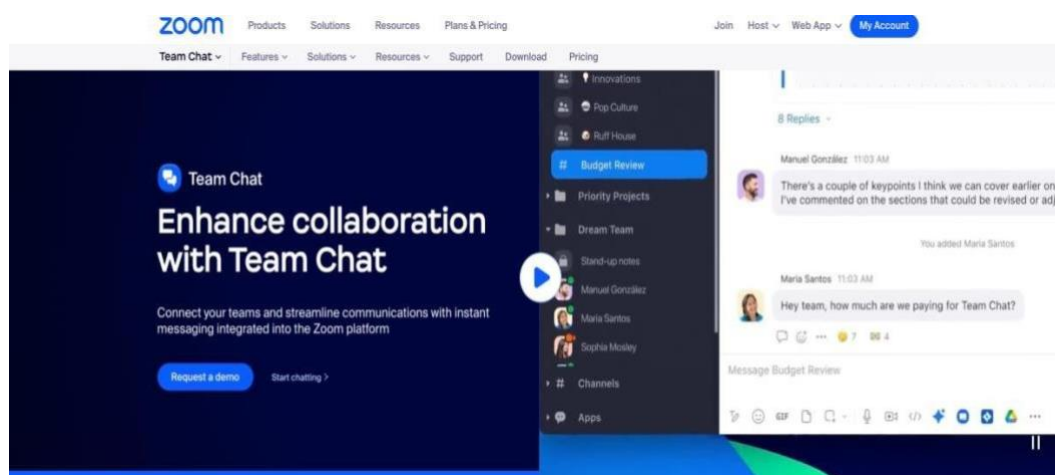 zoom Products Solutions Resources Plans & Pricing Join Host Web App My Account
Team Chat Features Solutions Resources Support Download Pricing
Team Chat
Enhance collaboration
with Team Chat
Connect your teams and streamline communications with instant
messaging integrated into the Zoom platform
Request a demo Start chatting >
Innovations
Pop Culture
Ruff House
# Budget Review
Priority Projects
Dream Team
Stand-up notes
Manuel González
Maria Santos
Sophia Mosley
# Channels
Apps
8 Replies
Manuel González 11:03 AM
There's a couple of keypoints I think we can cover earlier on
I've commented on the sections that could be revised or adj
You added Maria Santos
Maria Santos 11:03 AM
Hey team, how much are we paying for Team Chat?
7 4
Message Budget Review
GIF